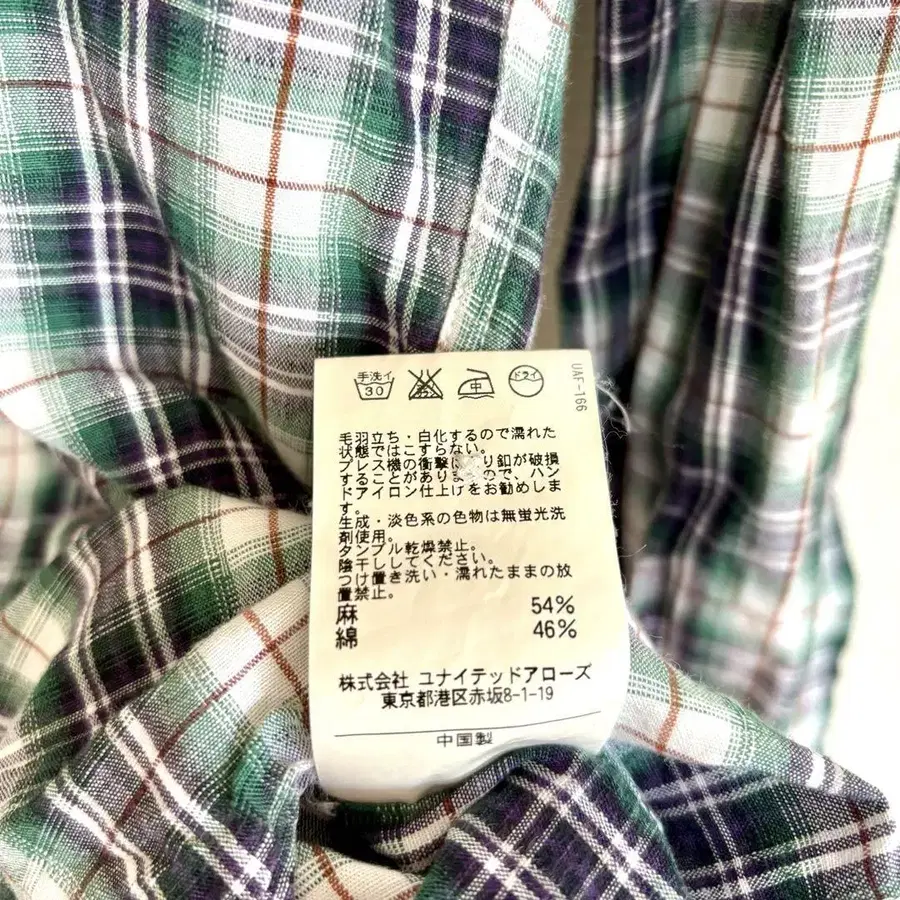 手洗イ
30
中
ドライ
UAF-166
毛羽立ち・白化するので濡れた
状態ではこすらない。
プレス機の衝撃 り釦が破損
することがあります ので、ハン
ドアイロン仕上げをお勧めしま
す。
生成・淡色系の色物は無蛍光洗
剤使用。
タンブル乾燥禁止。
陰干ししてください。
つけ置き洗い・濡れたままの放
置禁止。
麻 54%
綿 46%
株式会社 ユナイテッドアローズ
東京都港区赤坂8-1-19
中国製